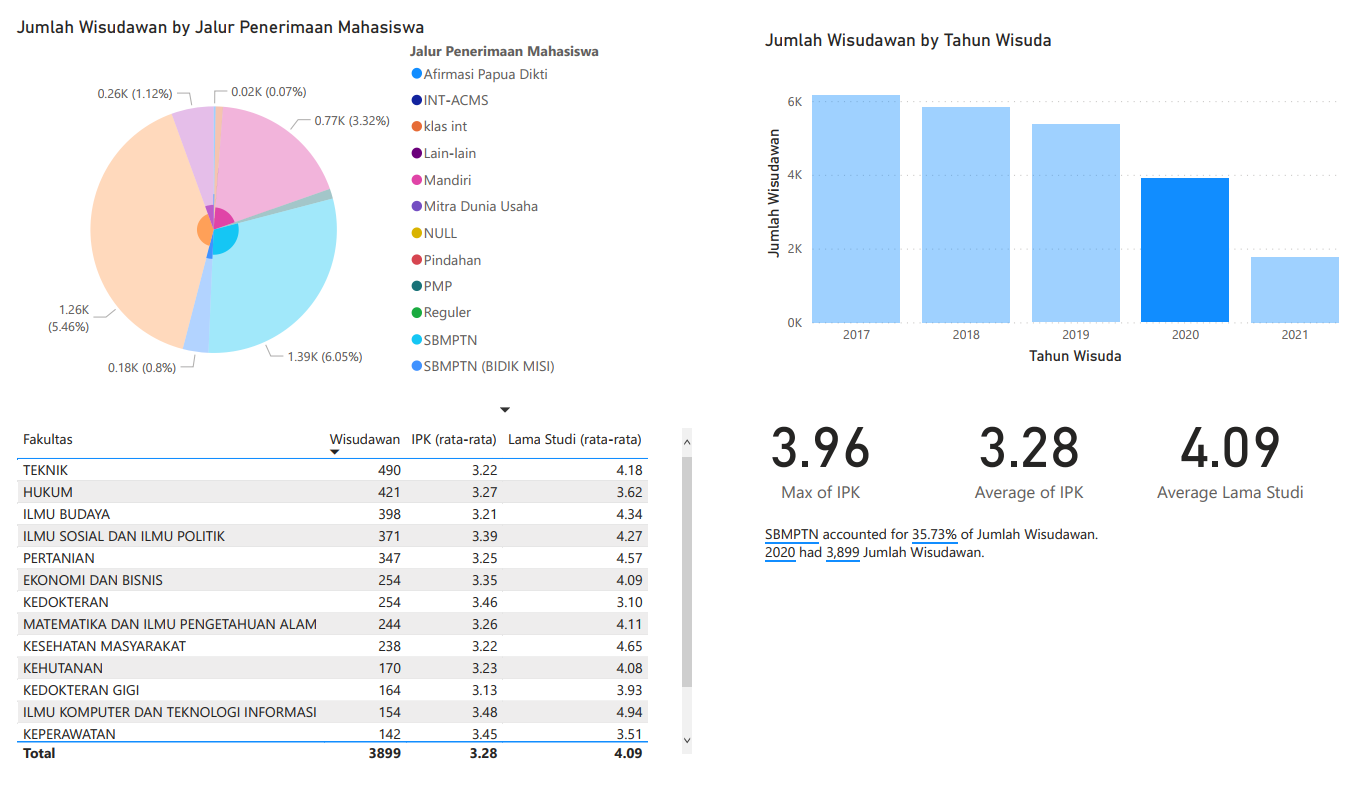 Jumlah Wisudawan by Jalur Penerimaan Mahasiswa
Jalur Penerimaan Mahasiswa
Afirmasi Papua Dikti
INT-ACMS
klas int
Lain-lain
Mandiri
Mitra Dunia Usaha
NULL
Pindahan
PMP
Reguler
SBMPTN
SBMPTN (BIDIK MISI)
0.26K (1.12%)
0.02K (0.07%)
0.77K (3.32%)
1.26K
(5.46%)
0.18K (0.8%)
1.39K (6.05%)
Jumlah Wisudawan by Tahun Wisuda
Jumlah Wisudawan
6K
4K
2K
0K
2017 2018 2019 2020 2021
Tahun Wisuda
Fakultas Wisudawan IPK (rata-rata) Lama Studi (rata-rata)
TEKNIK 490 3.22 4.18
HUKUM 421 3.27 3.62
ILMU BUDAYA 398 3.21 4.34
ILMU SOSIAL DAN ILMU POLITIK 371 3.39 4.27
PERTANIAN 347 3.25 4.57
EKONOMI DAN BISNIS 254 3.35 4.09
KEDOKTERAN 254 3.46 3.10
MATEMATIKA DAN ILMU PENGETAHUAN ALAM 244 3.26 4.11
KESEHATAN MASYARAKAT 238 3.22 4.65
KEHUTANAN 170 3.23 4.08
KEDOKTERAN GIGI 164 3.13 3.93
ILMU KOMPUTER DAN TEKNOLOGI INFORMASI 154 3.48 4.94
KEPERAWATAN 142 3.45 3.51
Total 3899 3.28 4.09
3.96 3.28 4.09
Max of IPK Average of IPK Average Lama Studi
SBMPTN accounted for 35.73% of Jumlah Wisudawan.
2020 had 3,899 Jumlah Wisudawan.